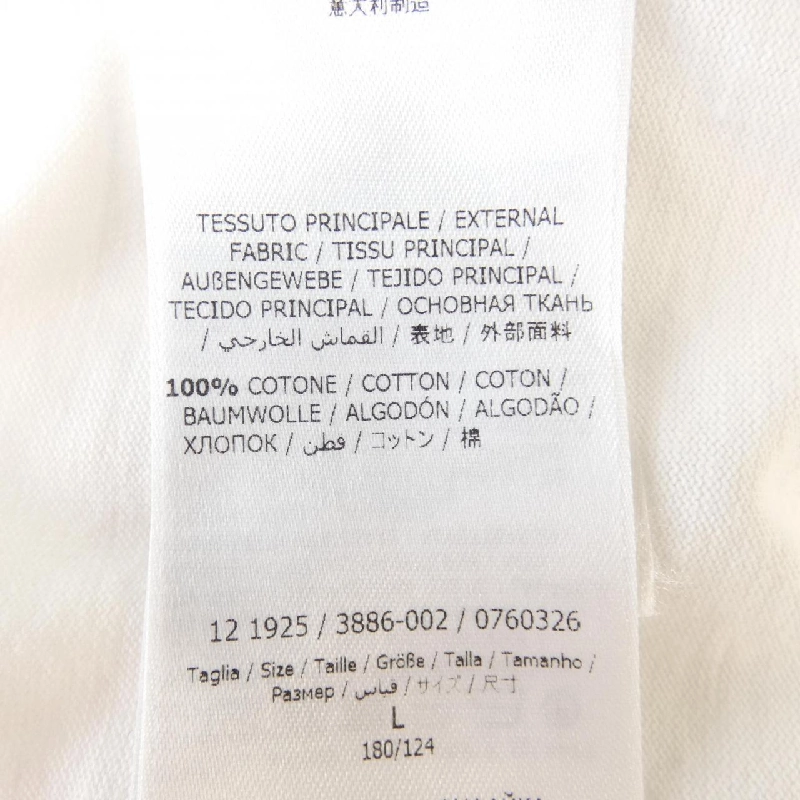 意大利制造
TESSUTO PRINCIPALE / EXTERNAL
FABRIC / TISSU PRINCIPAL /
AUßENGEWEBE / TEJIDO PRINCIPAL /
TECIDO PRINCIPAL / ОСНОВНАЯ ТКАНЬ
/ القماش الخارجي / 表地 / 外部面料
100% COTONE / COTTON / COTON /
BAUMWOLLE / ALGODÓN / ALGODÃO /
ХЛОПОК / قطن / コットン / 棉
12 1925 / 3886-002 / 0760326
Taglia / Size / Taille / Größe / Talla / Tamanho /
Размер / قياس / サイズ / 尺寸
L
180/124